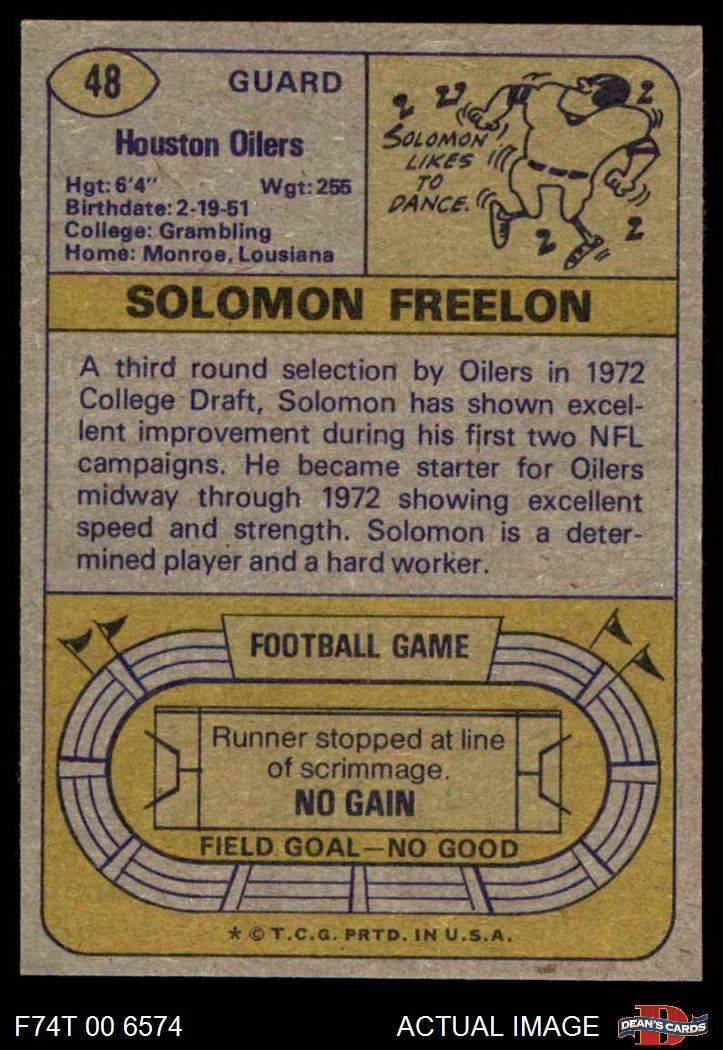 48
GUARD
Houston Oilers
Hgt: 6'4" Wgt: 255
Birthdate: 2-19-51
College: Grambling
Home: Monroe, Lousiana
SOLOMON
LIKES
TO
DANCE.
SOLOMON FREELON
A third round selection by Oilers in 1972
College Draft, Solomon has shown excel-
lent improvement during his first two NFL
campaigns. He became starter for Oilers
midway through 1972 showing excellent
speed and strength. Solomon is a deter-
mined player and a hard worker.
FOOTBALL GAME
Runner stopped at line
of scrimmage.
NO GAIN
FIELD GOAL—NO GOOD
* © T.C.G. PRTD. IN U.S.A.
F74T 00 6574
ACTUAL IMAGE
D
DEAN'S CARDS